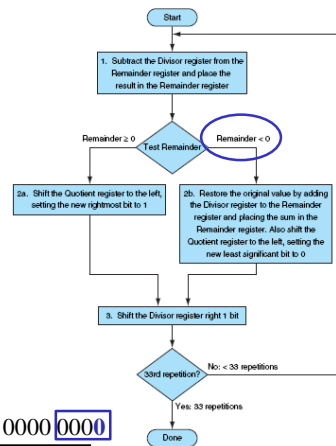 Start
1. Subtract the Divisor register from the
Remainder register and place the
result in the Remainder register
Remainder ≥ 0
Test Remainder
Remainder < 0
2a. Shift the Quotient register to the left,
setting the new rightmost bit to 1
2b. Restore the original value by adding
the Divisor register to the Remainder
register and placing the sum in the
Remainder register. Also shift the
Quotient register to the left, setting the
new least significant bit to 0
3. Shift the Divisor register right 1 bit
33rd repetition?
No: < 33 repetitions
Yes: 33 repetitions
0000 0000
Done